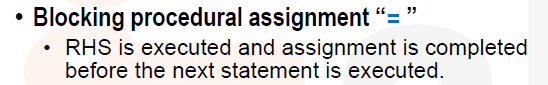 • Blocking procedural assignment “= ”
• RHS is executed and assignment is completed
before the next statement is executed.